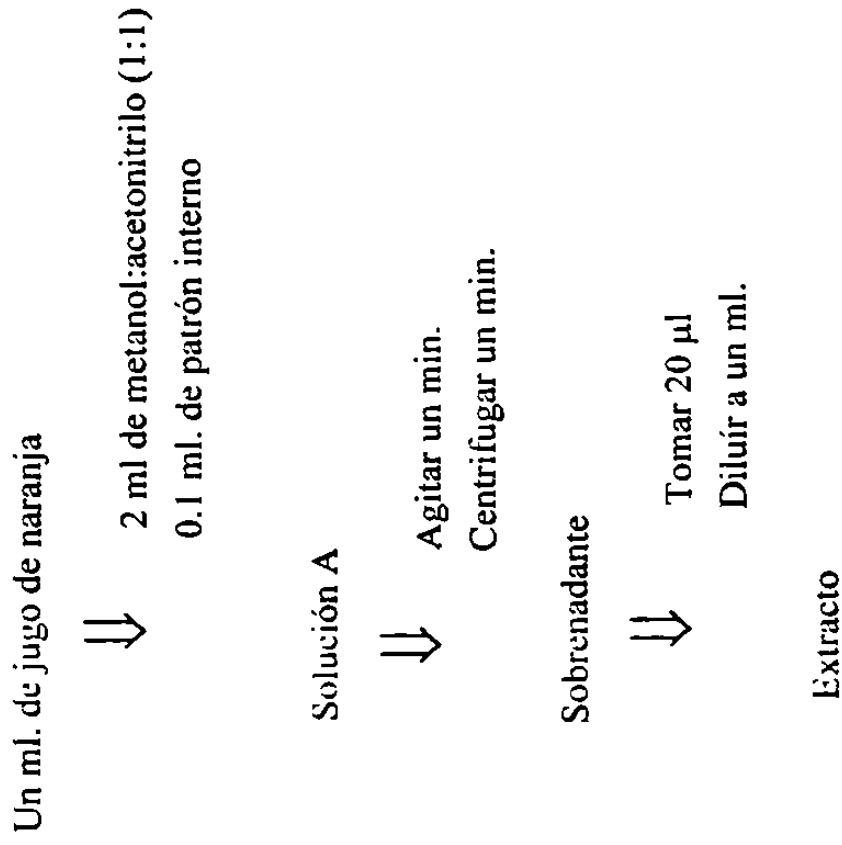 Un ml. de jugo de naranja
⇓
2 ml de metanol:acetonitrilo (1:1)
0.1 ml. de patrón interno
Solución A
⇓
Agitar un min.
Centrifugar un min.
Sobrenadante
⇓
Tomar 20 µl
Diluír a un ml.
Extracto